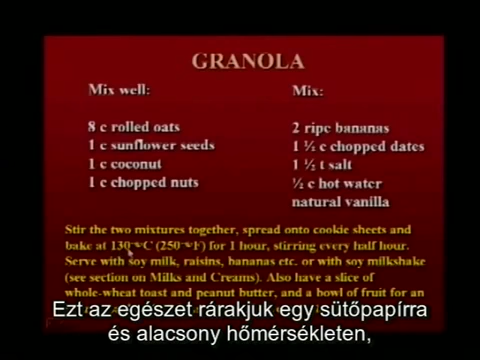 GRANOLA
Mix well:
Mix:
8 c rolled oats
1 c sunflower seeds
1 c coconut
1 c chopped nuts
2 ripe bananas
1 ½ c chopped dates
1 ½ t salt
½ c hot water
natural vanilla
Stir the two mixtures together, spread onto cookie sheets and
bake at 130 C (250 F) for 1 hour, stirring every half hour.
Serve with soy milk, raisins, bananas etc. or with soy milkshake
(see section on Milks and Creams). Also have a slice of
whole-wheat toast and peanut butter, and a bowl of fruit for an
Ezt az egészet rárakjuk egy sütőpapírra
és alacsony hőmérsékleten,